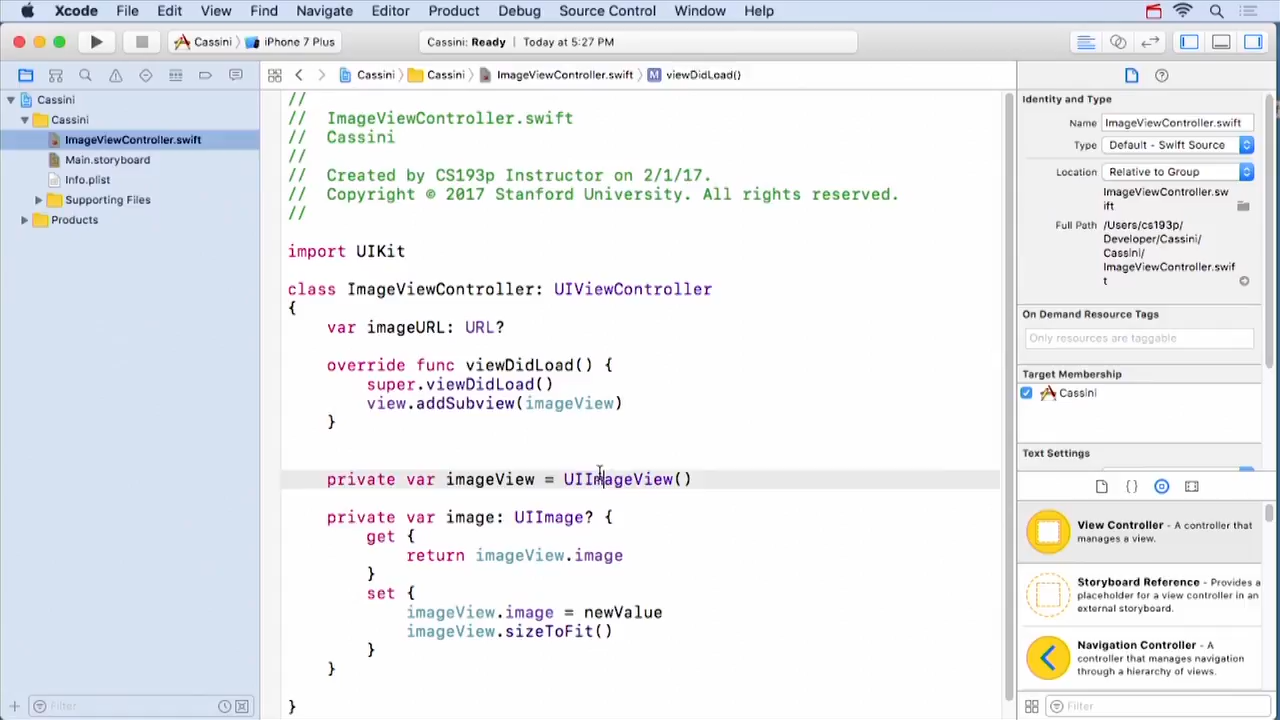 Xcode File Edit View Find Navigate Editor Product Debug Source Control Window Help
Cassini iPhone 7 Plus Cassini: Ready Today at 5:27 PM
Cassini Cassini ImageViewController.swift M viewDidLoad()
Cassini
Cassini
ImageViewController.swift
Main.storyboard
Info.plist
Supporting Files
Products
Filter
//
// ImageViewController.swift
// Cassini
//
// Created by CS193p Instructor on 2/1/17.
// Copyright © 2017 Stanford University. All rights reserved.
//
import UIKit
class ImageViewController: UIViewController
{
var imageURL: URL?
override func viewDidLoad() {
super.viewDidLoad()
view.addSubview(imageView)
}
private var imageView = UIImageView()
private var image: UIImage? {
get {
return imageView.image
}
set {
imageView.image = newValue
imageView.sizeToFit()
}
}
}
Identity and Type
Name ImageViewController.swift
Type Default - Swift Source
Location Relative to Group
ImageViewController.sw
ift
Full Path /Users/cs193p/
Developer/Cassini/
Cassini/
ImageViewController.swif
t
On Demand Resource Tags
Only resources are taggable
Target Membership
Cassini
Text Settings
{ }
View Controller - A controller that
manages a view.
Storyboard Reference - Provides a
placeholder for a view controller in an
external storyboard.
Navigation Controller - A
controller that manages navigation
through a hierarchy of views.
Filter